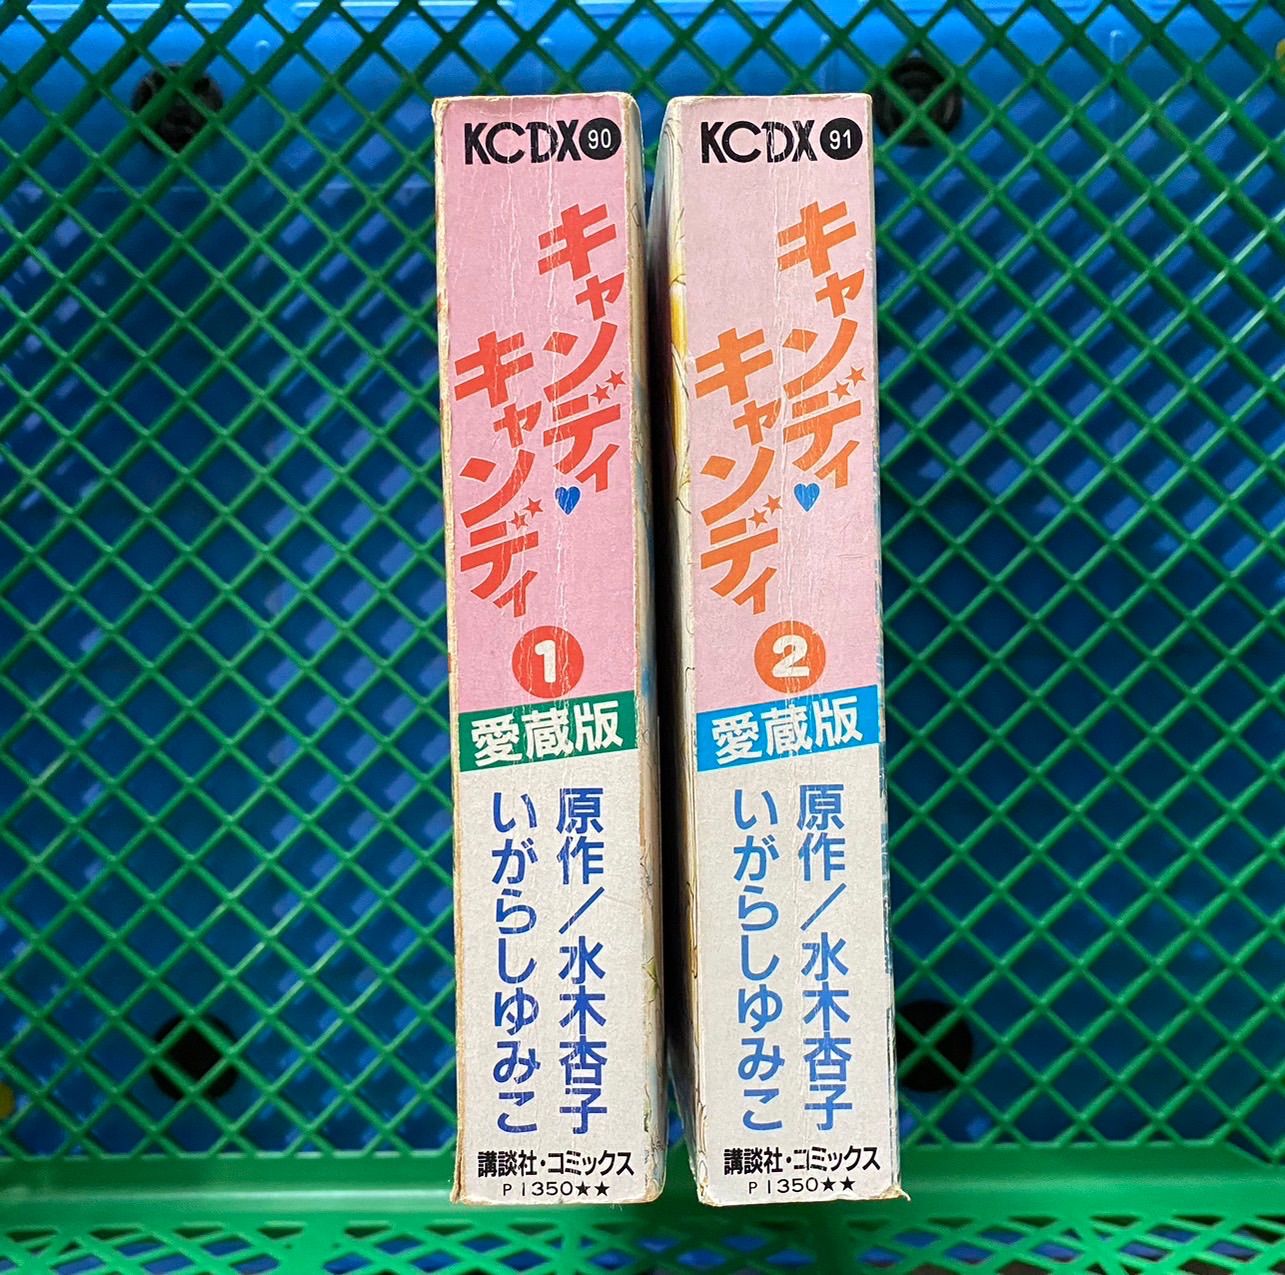 KCDX 90
キャンディ♥
キャンディ
1
愛蔵版
原作/水木杏子
いがらしゆみこ
講談社・コミックス
P1350★★
KCDX 91
キャンディ♥
キャンディ
2
愛蔵版
原作/水木杏子
いがらしゆみこ
講談社・コミックス
P1350★★